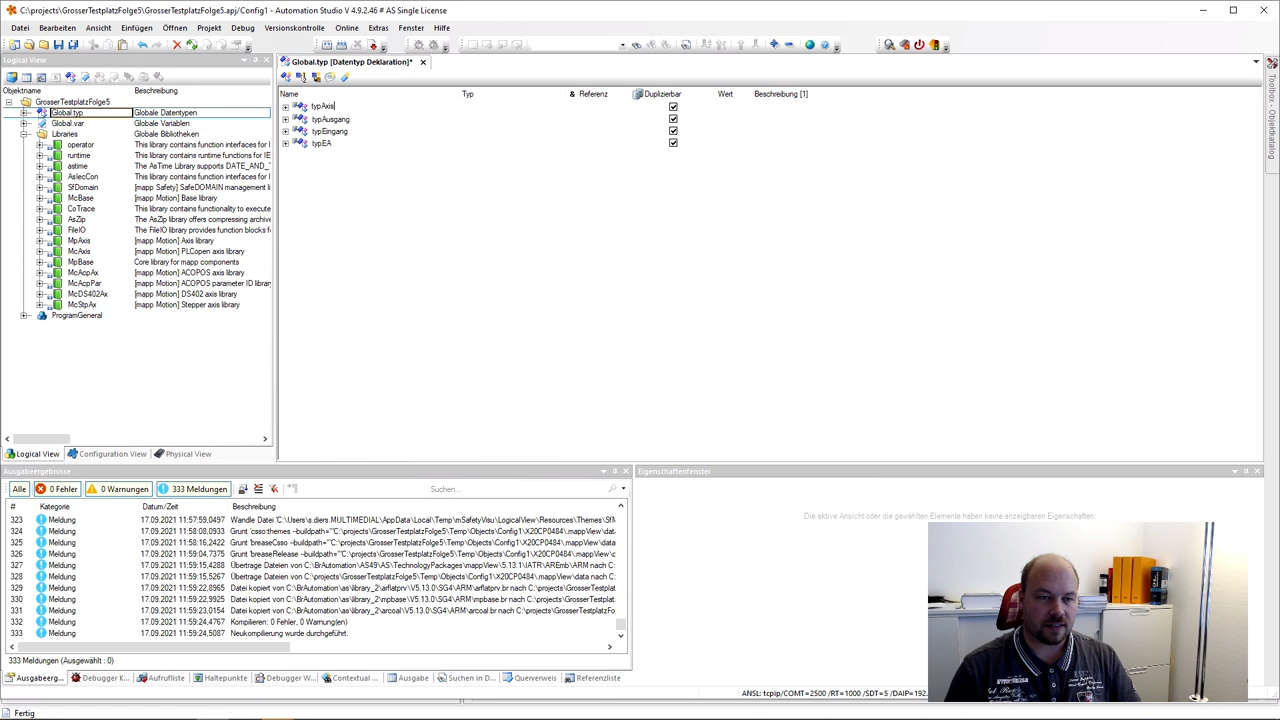 C:\projects\GrosserTestplatzFolge5\GrosserTestplatzFolge5.apj/Config1 - Automation Studio V 4.9.2.46 # AS Single License
Datei Bearbeiten Ansicht Einfügen Öffnen Projekt Debug Versionskontrolle Online Extras Fenster Hilfe
Logical View
Objektname Beschreibung
GrosserTestplatzFolge5
Global.typ Globale Datentypen
Global.var Globale Variablen
Libraries Globale Bibliotheken
operator This library contains function interfaces for I
runtime This library contains runtime functions for IE
astime The AsTime Library supports DATE_AND_T
AsIecCon This library contains function interfaces for I
SfDomain [mapp Safety] SafeDOMAIN management li
McBase [mapp Motion] Base library
CoTrace This library contains functionality to execute
AsZip The AsZip library offers compressing archive
FileIO The FileIO library provides function blocks f
MpAxis [mapp Motion] Axis library
McAxis [mapp Motion] PLCopen axis library
MpBase Core library for mapp components
McAcpAx [mapp Motion] ACOPOS axis library
McAcpPar [mapp Motion] ACOPOS parameter ID library
McDS402Ax [mapp Motion] DS402 axis library
McStpAx [mapp Motion] Stepper axis library
ProgramGeneral
Logical View Configuration View Physical View
Global.typ [Datentyp Deklaration]*
Name Typ & Referenz Duplizierbar Wert Beschreibung [1]
typAxis
typAusgang
typEingang
typEA
Toolbox - Objektkatalog
Ausgabeergebnisse
Alle 0 Fehler 0 Warnungen 333 Meldungen Suchen...
# Kategorie Datum/Zeit Beschreibung
323 Meldung 17.09.2021 11:57:59,0497 Wandle Datei 'C:\Users\s.diers.MULTIMEDIAL\AppData\Local\Temp\mSafetyVisu\LogicalView\Resources\Themes\SfM
324 Meldung 17.09.2021 11:58:08,0933 Grunt 'csso:themes --buildpath=""C:\projects\GrosserTestplatzFolge5\Temp\Objects\Config1\X20CP0484\.mappView\data
325 Meldung 17.09.2021 11:58:16,2422 Grunt 'breaseCsso --buildpath=""C:\projects\GrosserTestplatzFolge5\Temp\Objects\Config1\X20CP0484\.mappView\data
326 Meldung 17.09.2021 11:59:04,7375 Grunt 'breaseRelease --buildpath=""C:\projects\GrosserTestplatzFolge5\Temp\Objects\Config1\X20CP0484\.mappView
327 Meldung 17.09.2021 11:59:15,4288 Übertrage Dateien von C:\BrAutomation\AS49\AS\TechnologyPackages\mappView\5.13.1\IATR\AREmb\ARM nach
328 Meldung 17.09.2021 11:59:15,5267 Übertrage Dateien von C:\projects\GrosserTestplatzFolge5\Temp\Objects\Config1\X20CP0484\.mappView\data nach C:
329 Meldung 17.09.2021 11:59:22,8965 Datei kopiert von C:\BrAutomation\as\library_2\arflatprv\V5.13.0\SG4\ARM\arflatprv.br nach C:\projects\GrosserTestplat
330 Meldung 17.09.2021 11:59:22,9925 Datei kopiert von C:\BrAutomation\as\library_2\mpbase\V5.13.0\SG4\ARM\mpbase.br nach C:\projects\GrosserTestplatz
331 Meldung 17.09.2021 11:59:23,0154 Datei kopiert von C:\BrAutomation\as\library_2\arcoal\V5.13.0\SG4\ARM\arcoal.br nach C:\projects\GrosserTestplatzFo
332 Meldung 17.09.2021 11:59:24,4767 Kompilieren: 0 Fehler, 0 Warnung(en)
333 Meldung 17.09.2021 11:59:24,5087 Neukompilierung wurde durchgeführt.
333 Meldungen (Ausgewählt : 0)
Ausgabeerg... Debugger K... Aufrufliste Haltepunkte Debugger W... Contextual ... Ausgabe Suchen in D... Querverweis Referenzliste
Eigenschaftenfenster
Die aktive Ansicht oder die gewählten Elemente haben keine anzeigbaren Eigenschaften.
ANSL: tcpip/COMT=2500 /RT=1000 /SDT=5 /DAIP=192.
Fertig